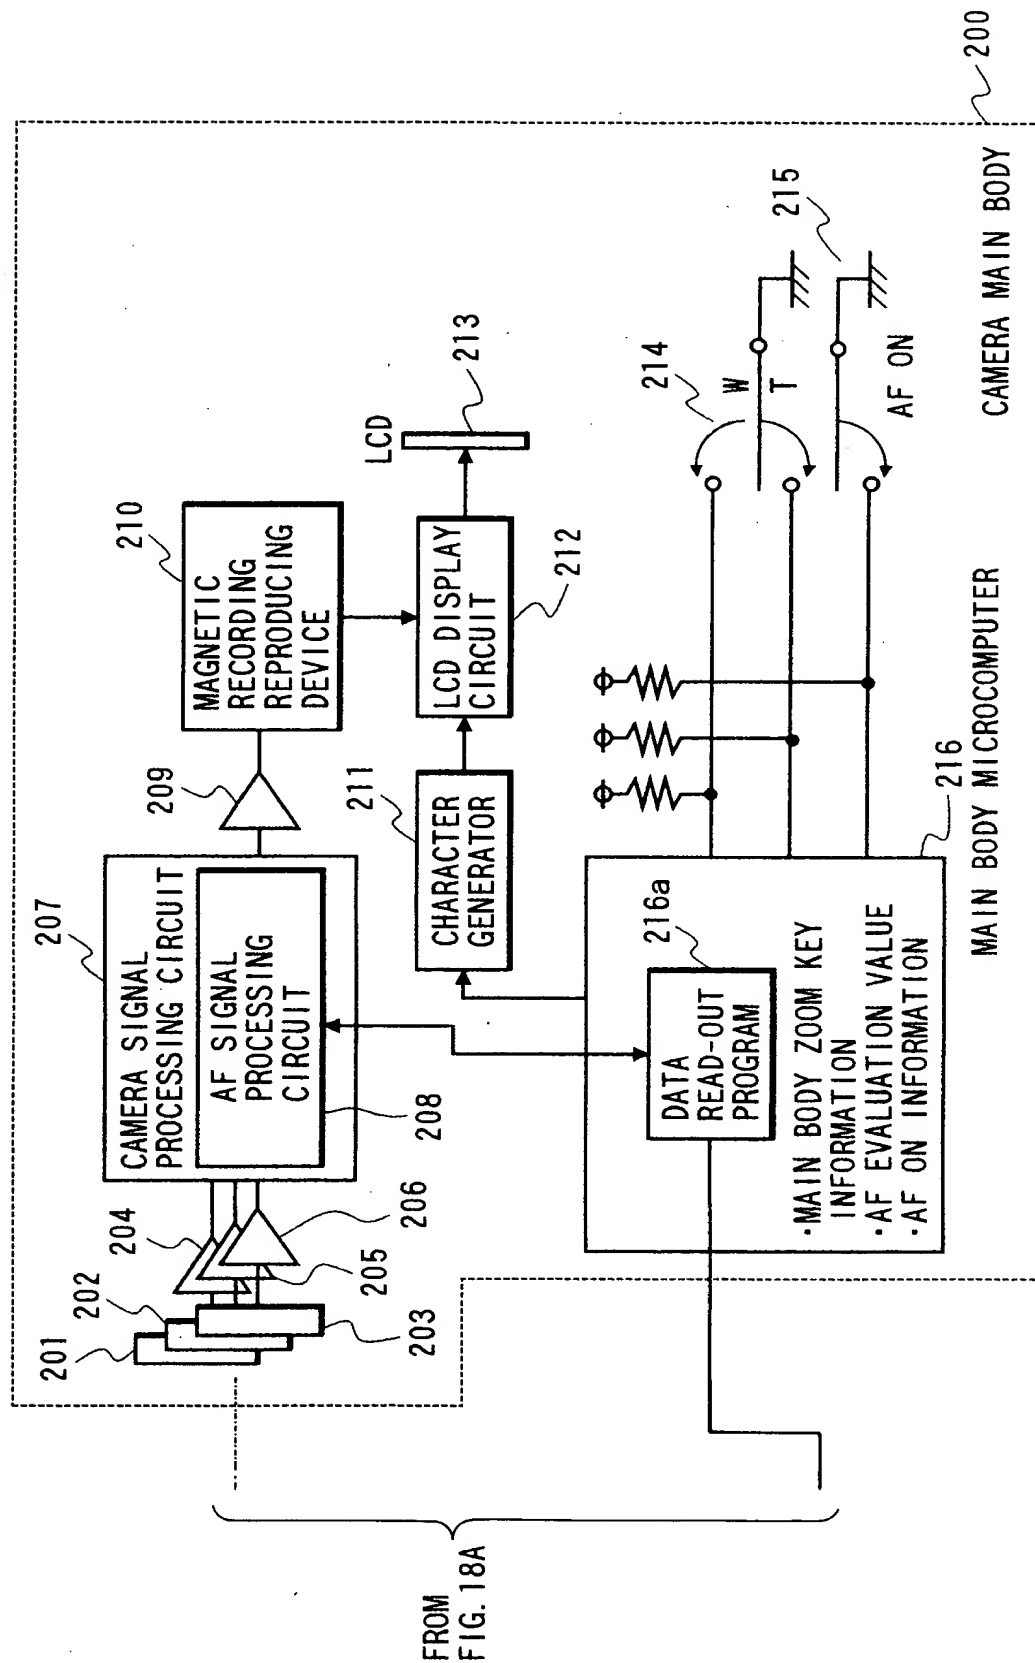 200
CAMERA MAIN BODY
207
CAMERA SIGNAL
PROCESSING CIRCUIT
AF SIGNAL
PROCESSING
CIRCUIT
208
201
202
203
204
205
206
209
210
MAGNETIC
RECORDING
REPRODUCING
DEVICE
211
CHARACTER
GENERATOR
LCD DISPLAY
CIRCUIT
212
LCD
213
214
W
T
215
AF ON
216a
DATA
READ-OUT
PROGRAM
·MAIN BODY ZOOM KEY
INFORMATION
·AF EVALUATION VALUE
·AF ON INFORMATION
216
MAIN BODY MICROCOMPUTER
FROM
FIG. 18A